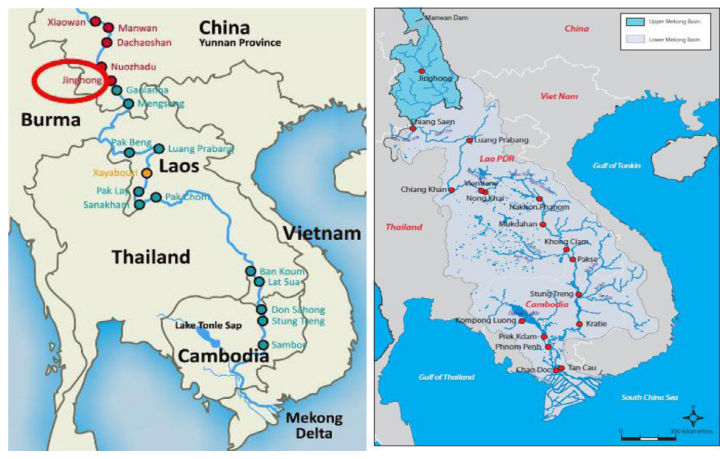 Xiaowan
Manwan
Dachaoshan
China
Yunnan Province
Nuozhadu
Jinghong
Ganlanba
Mengsong
Burma
Pak Beng
Luang Prabang
Laos
Xayabouri
Pak Lay
Sanakham
Pak Chom
Thailand
Vietnam
Ban Koum
Lat Sua
Don Sahong
Stung Treng
Lake Tonle Sap
Sambor
Cambodia
Mekong
Delta
Manwan Dam
China
Upper Mekong Basin
Lower Mekong Basin
Jinghong
Viet Nam
Chiang Saen
Luang Prabang
Lao PDR
Gulf of Tonkin
Chiang Khan
Vientiane
Nong Khai
Nakhon Phanom
Thailand
Mukdahan
Khong Ciam
Pakse
Stung Treng
Cambodia
Kompong Luong
Kratie
Prek Kdam
Phnom Penh
Gulf of Thailand
Chao Doc
Tan Cau
South China Sea
0
300 kilometres